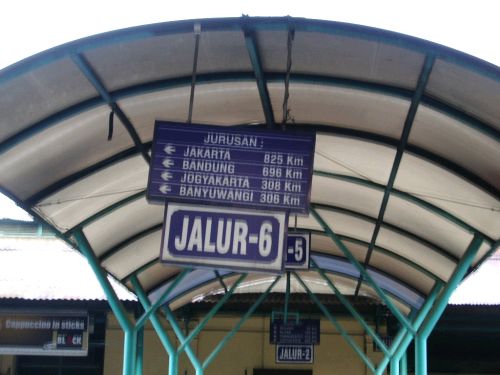 JURUSAN :
JAKARTA 825 Km
BANDUNG 696 Km
JOGYAKARTA 308 Km
BANYUWANGI 306 Km
JALUR-6
-5
JALUR-2
Cappuccino in sticks
BLACK